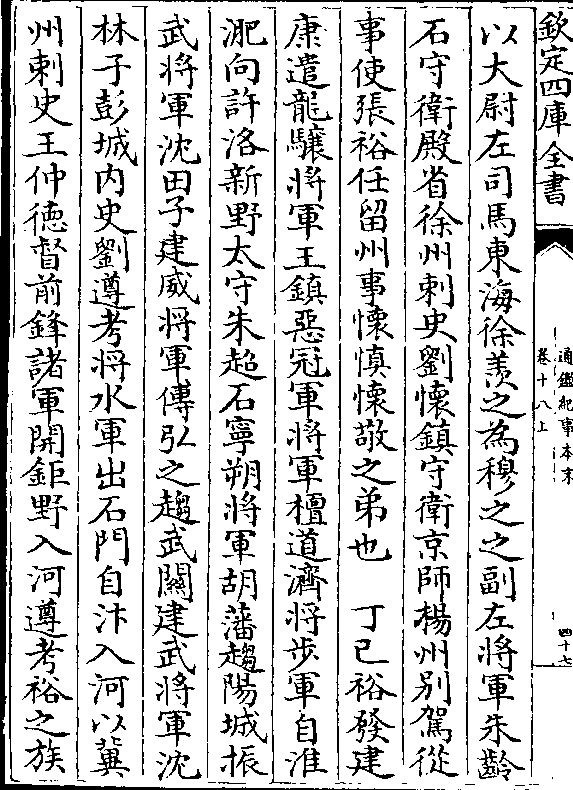 欽定四庫全書
通鑑紀事本末
卷十八上
四十七
以大尉左司馬東海徐羨之為穆之之副左將軍朱齡
石守衛殿省徐州刺史劉懷鎮守衛京師楊州别駕從
事使張裕任留州事懷慎懷敬之弟也　丁巳裕發建
康遣龍驤將軍王鎮惡冠軍將軍檀道濟將步軍自淮
淝向許洛新野太守朱超石寧朔將軍胡藩趨陽城振
武將軍沈田子建威將軍傅弘之趨武關建武將軍沈
林子彭城内史劉遵考將水軍出石門自汴入河以冀
州刺史王仲德督前鋒諸軍開鉅野入河遵考裕之族